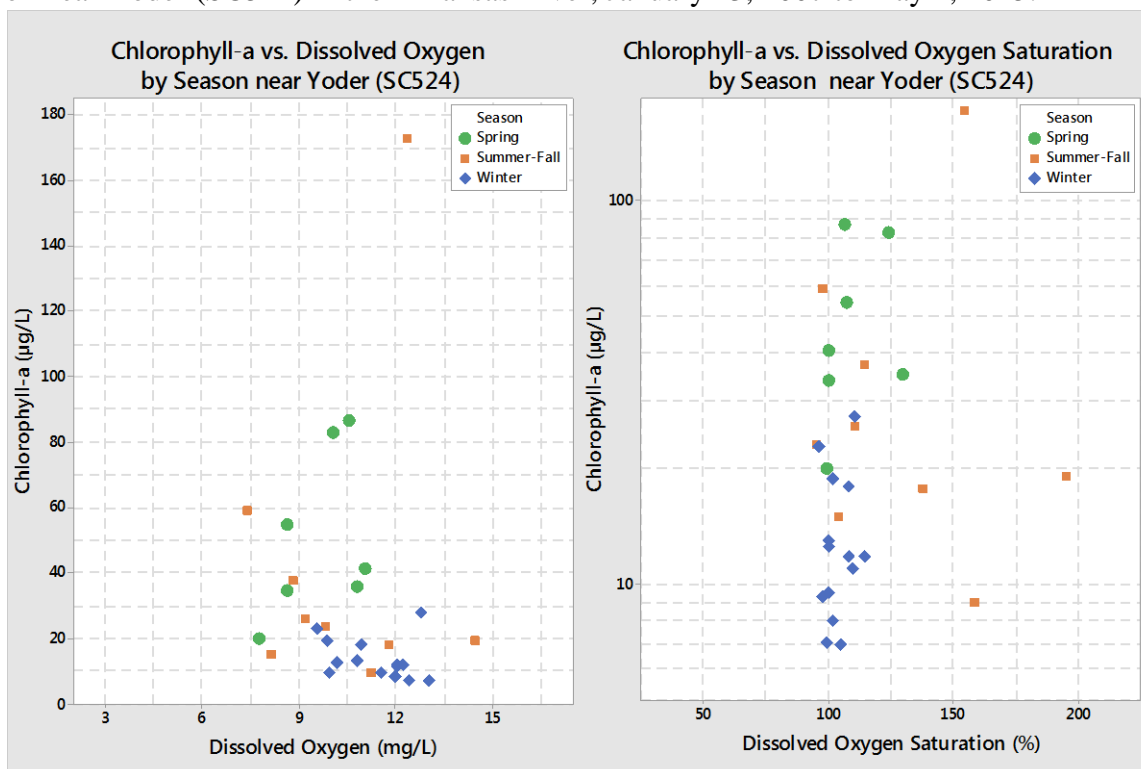 Chlorophyll-a vs. Dissolved Oxygen
by Season near Yoder (SC524)
Season
Spring
Summer-Fall
Winter
180
160
140
120
100
80
60
40
20
0
Chlorophyll-a (µg/L)
3 6 9 12 15
Dissolved Oxygen (mg/L)
Chlorophyll-a vs. Dissolved Oxygen Saturation
by Season near Yoder (SC524)
Season
Spring
Summer-Fall
Winter
100
10
Chlorophyll-a (µg/L)
50 100 150 200
Dissolved Oxygen Saturation (%)